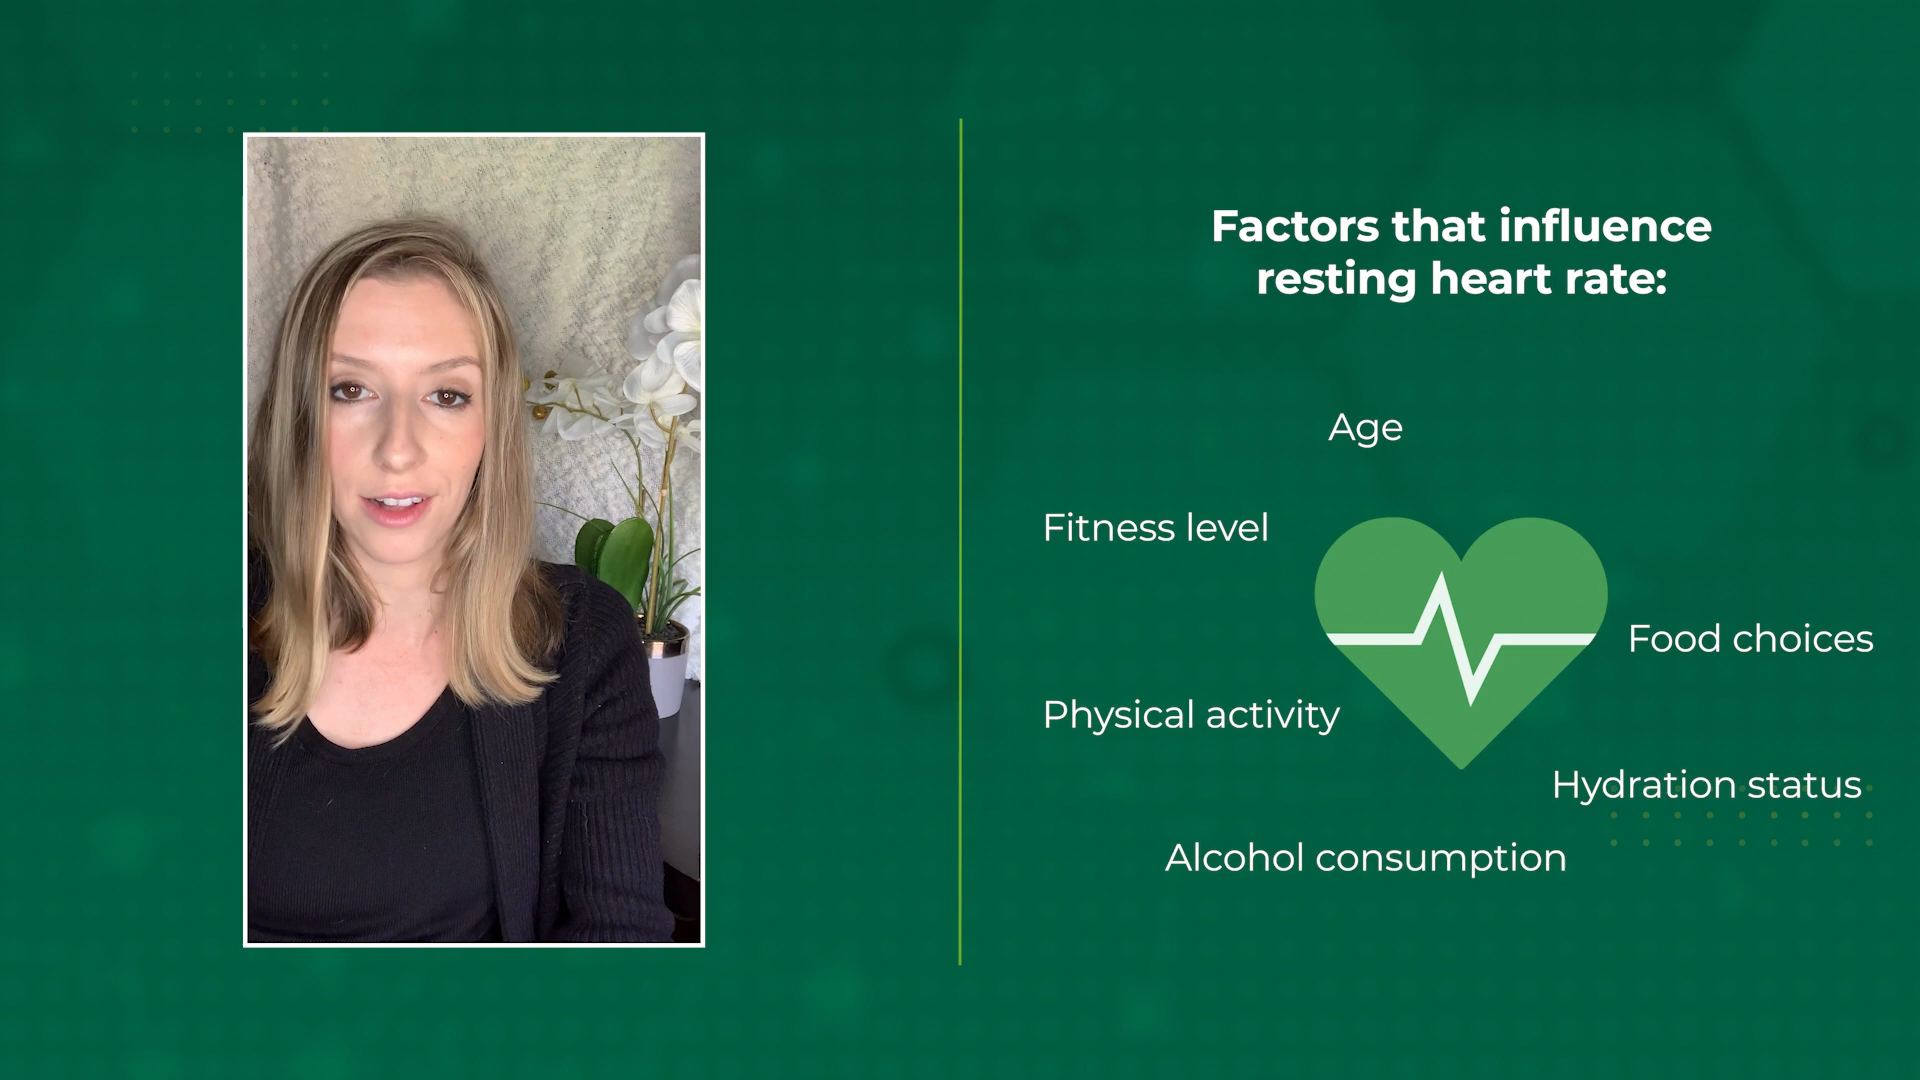 Factors that influence
resting heart rate:
Age
Fitness level
Food choices
Physical activity
Hydration status
Alcohol consumption